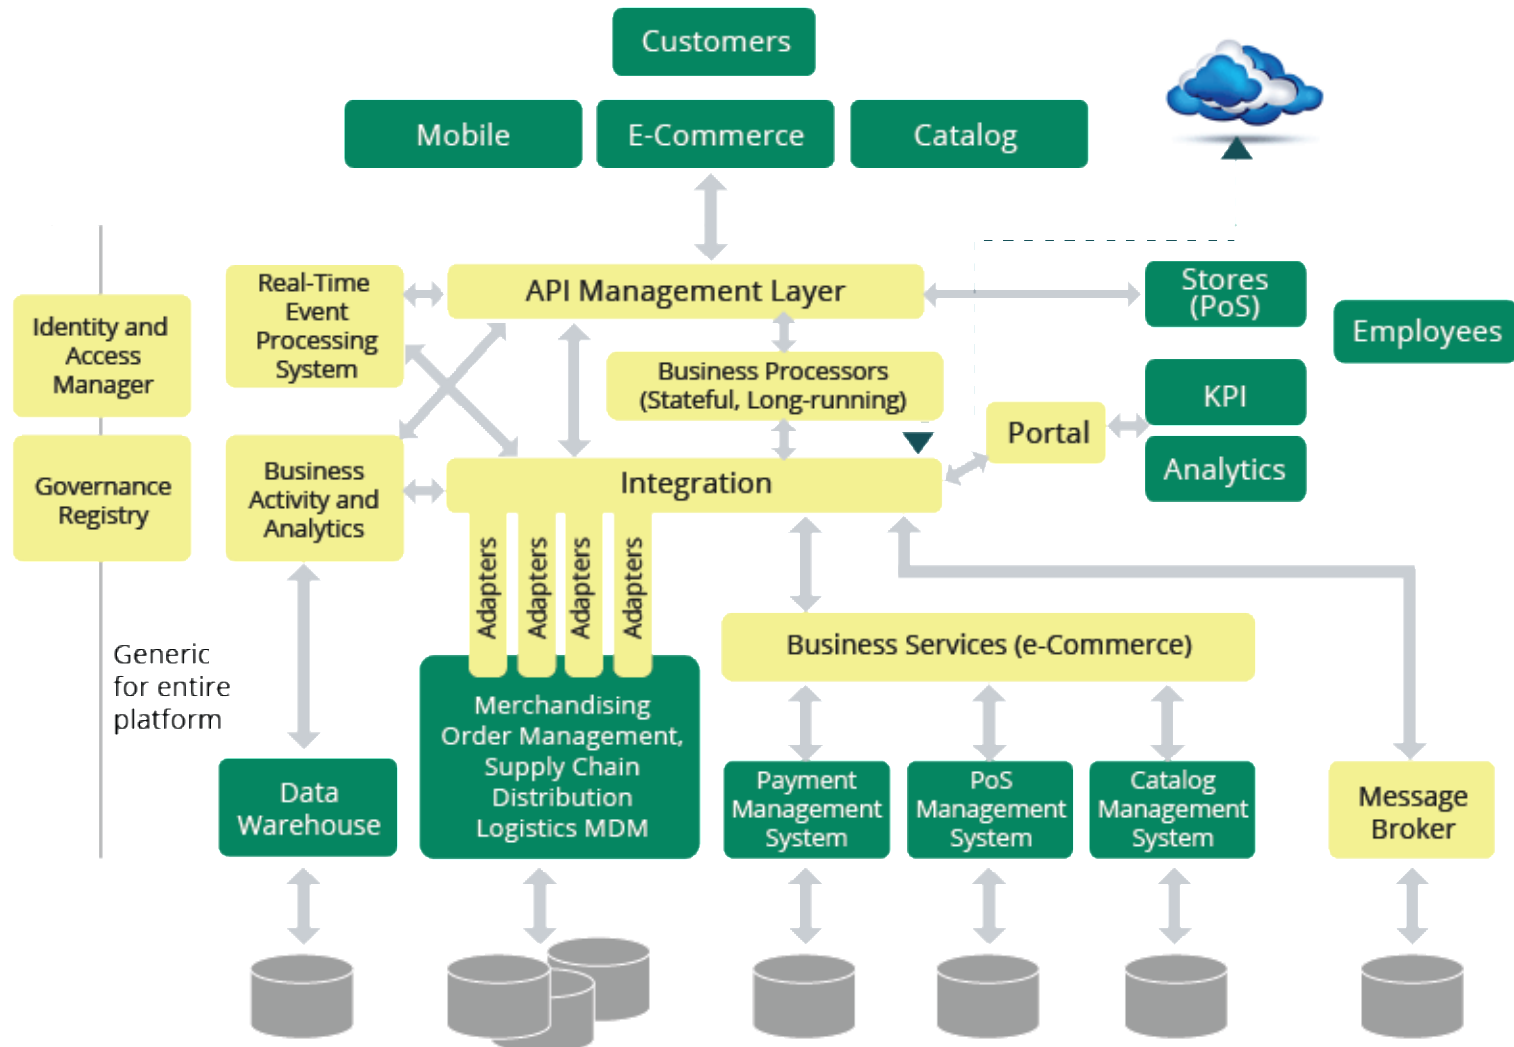 Customers
Mobile
E-Commerce
Catalog
Real-Time
Event
Processing
System
API Management Layer
Stores
(PoS)
Employees
Identity and
Access
Manager
Business Processors
(Stateful, Long-running)
KPI
Portal
Analytics
Governance
Registry
Business
Activity and
Analytics
Integration
Adapters
Adapters
Adapters
Adapters
Generic
for entire
platform
Business Services (e-Commerce)
Merchandising
Order Management,
Supply Chain
Distribution
Logistics MDM
Data
Warehouse
Payment
Management
System
PoS
Management
System
Catalog
Management
System
Message
Broker